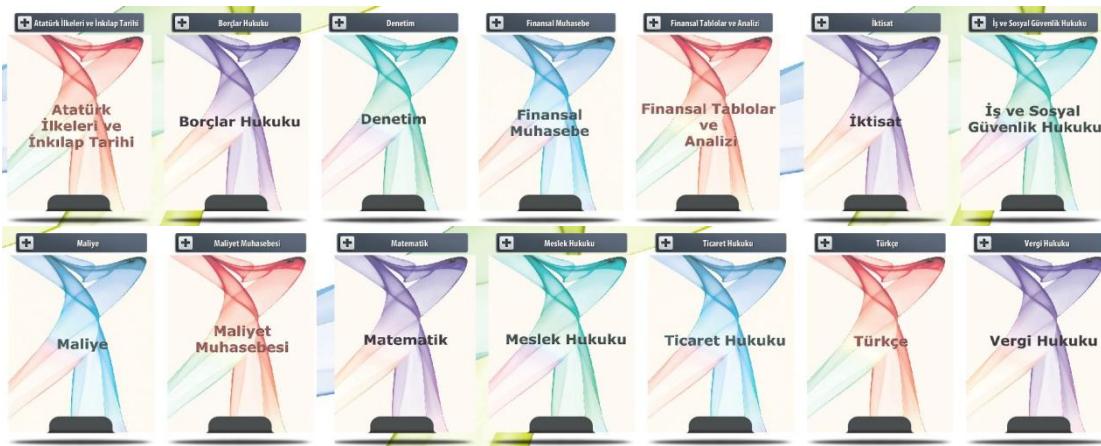 Atatürk İlkeleri ve İnkılap Tarihi
Borçlar Hukuku
Denetim
Finansal Muhasebe
Finansal Tablolar ve Analizi
İktisat
İş ve Sosyal Güvenlik Hukuku
Atatürk
İlkeleri ve
İnkılap Tarihi
Borçlar Hukuku
Denetim
Finansal
Muhasebe
Finansal Tablolar
ve
Analizi
İktisat
İş ve Sosyal
Güvenlik Hukuku
Maliye
Maliyet Muhasebesi
Matematik
Meslek Hukuku
Ticaret Hukuku
Türkçe
Vergi Hukuku
Maliye
Maliyet
Muhasebesi
Matematik
Meslek Hukuku
Ticaret Hukuku
Türkçe
Vergi Hukuku